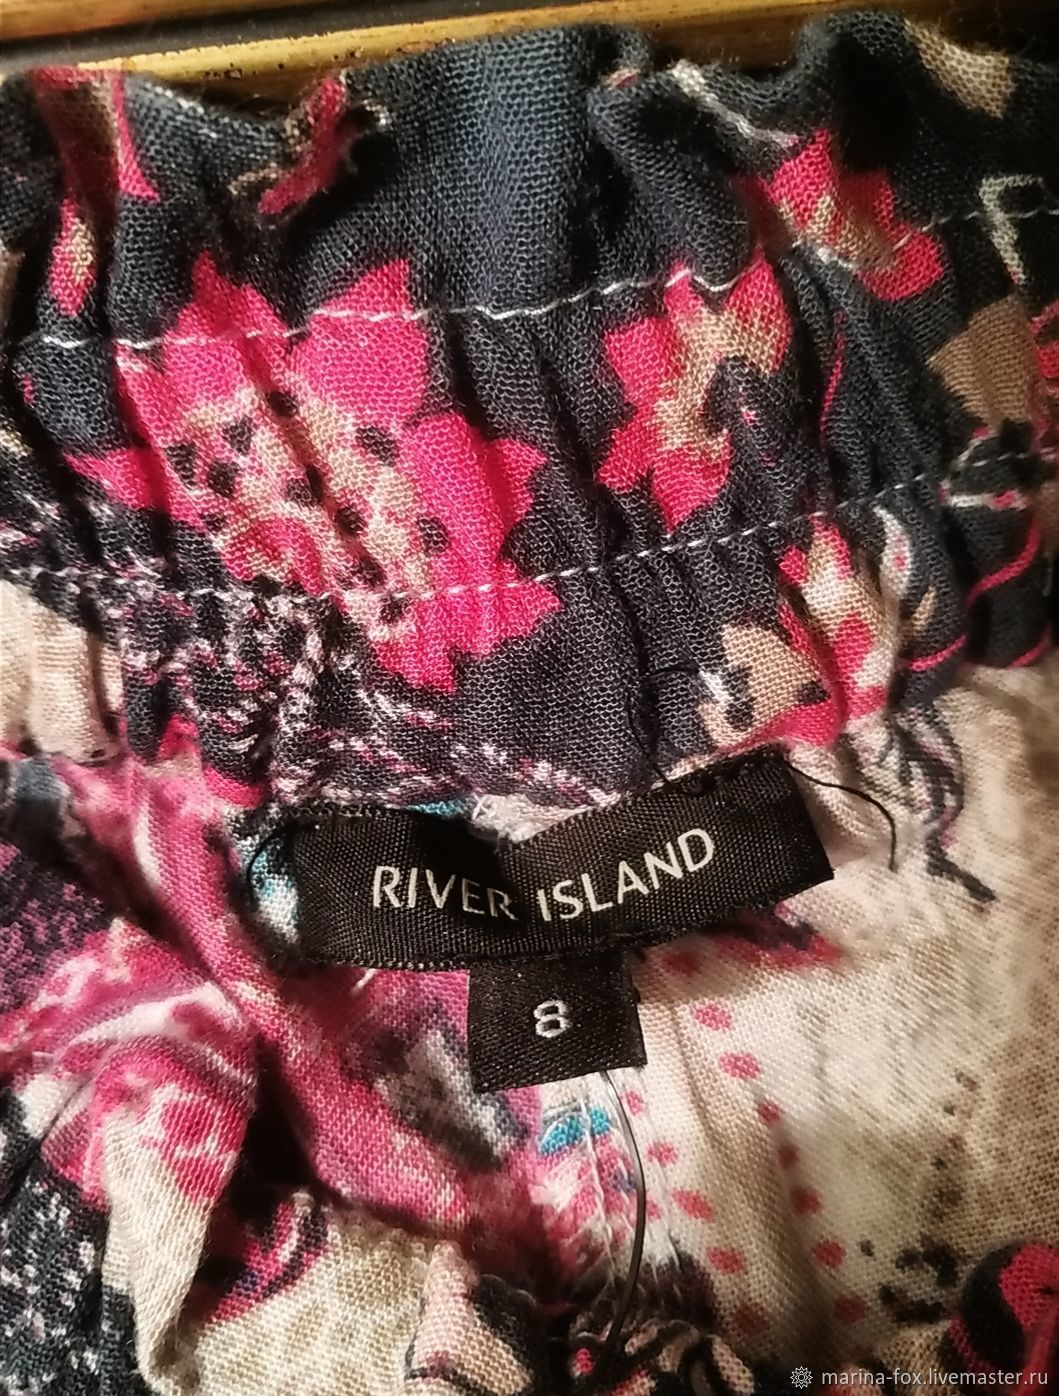 RIVER ISLAND
8
marina-fox.livemaster.ru